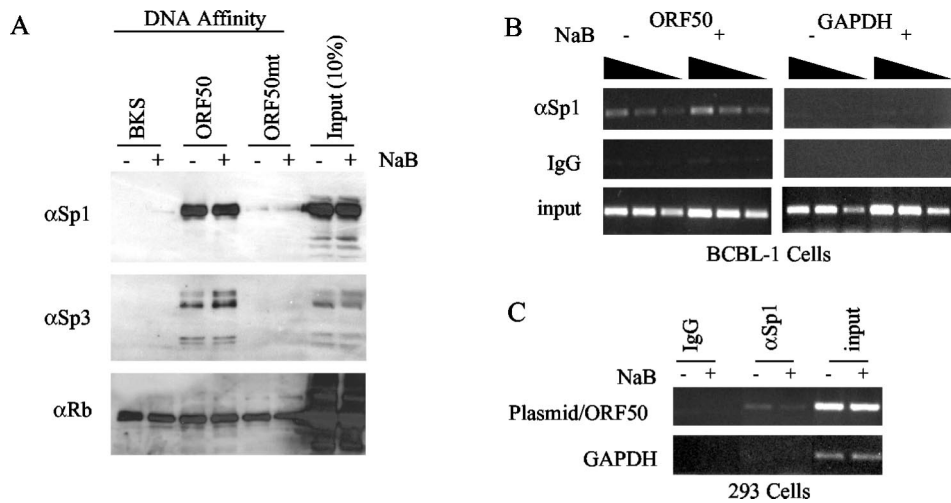 A
DNA Affinity
BKS
ORF50
ORF50mt
Input (10%)
- + - + - + - + NaB
αSp1
αSp3
αRb
B
ORF50 GAPDH
NaB - + - +
αSp1
IgG
input
BCBL-1 Cells
C
IgG
αSp1
input
NaB - + - + - +
Plasmid/ORF50
GAPDH
293 Cells